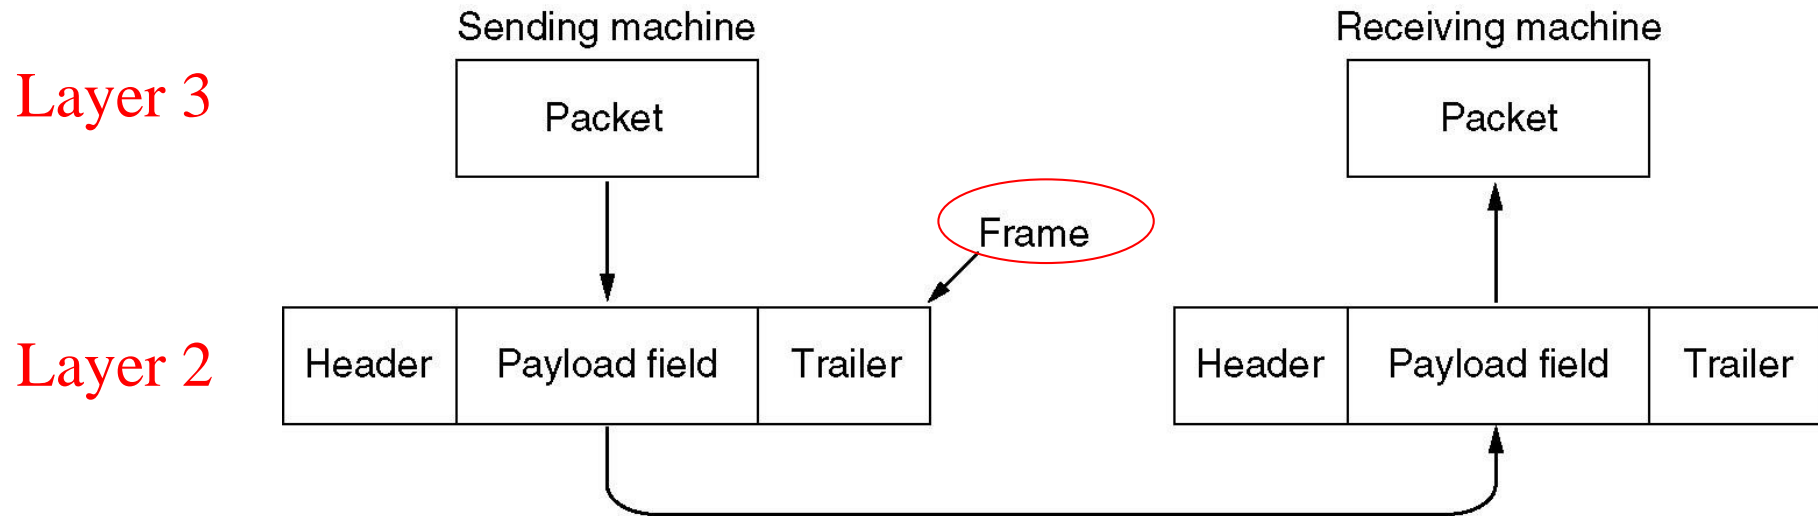 Sending machine
Receiving machine
Layer 3
Packet
Packet
Frame
Layer 2
Header
Payload field
Trailer
Header
Payload field
Trailer